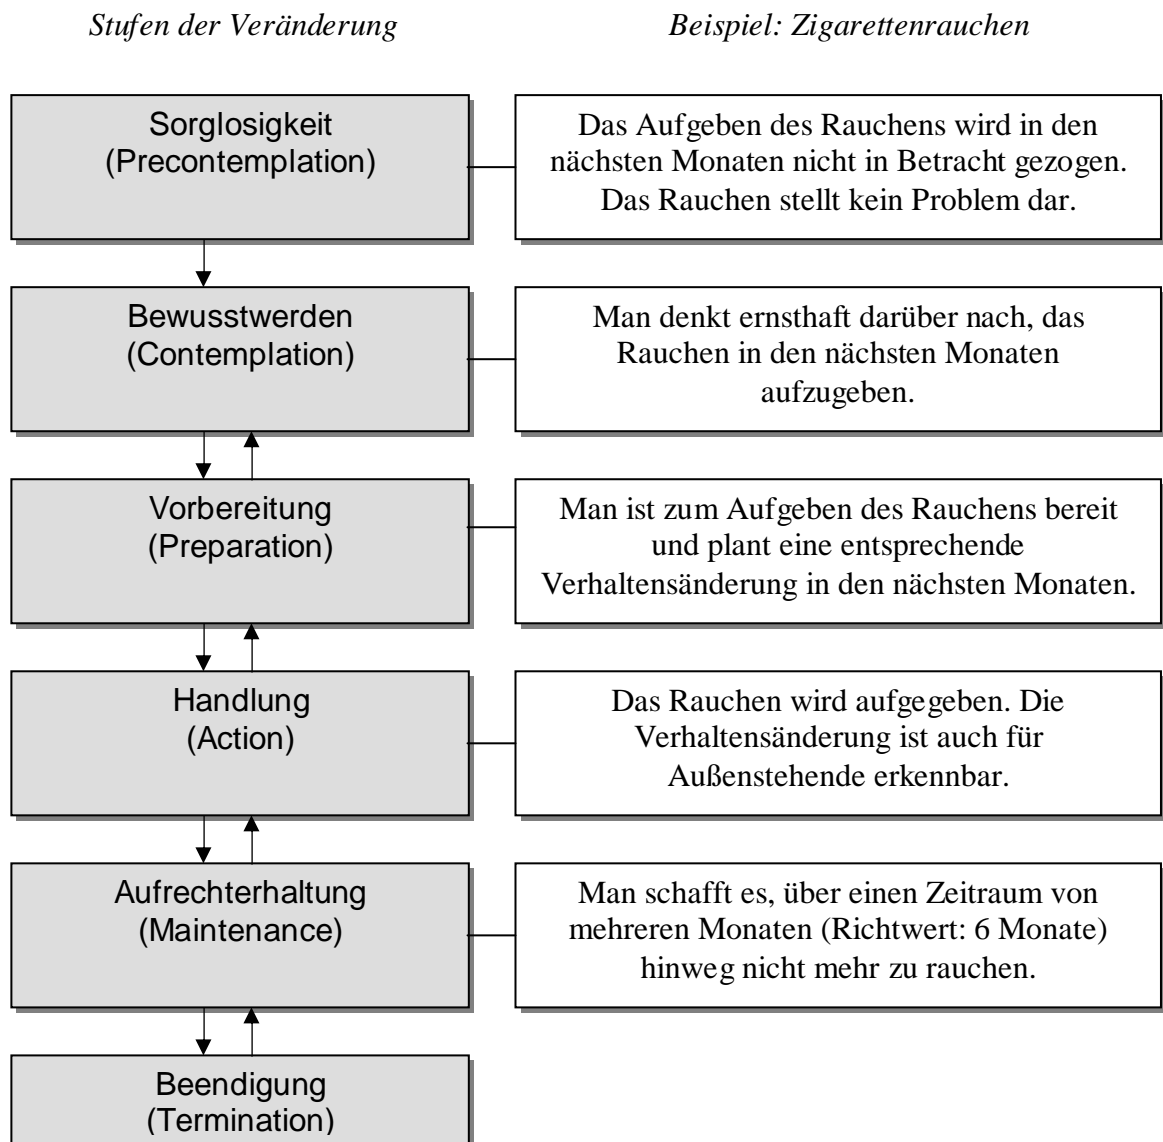 Stufen der Veränderung
Beispiel: Zigarettenrauchen
Sorglosigkeit
(Precontemplation)
Das Aufgeben des Rauchens wird in den
nächsten Monaten nicht in Betracht gezogen.
Das Rauchen stellt kein Problem dar.
Bewusstwerden
(Contemplation)
Man denkt ernsthaft darüber nach, das
Rauchen in den nächsten Monaten
aufzugeben.
Vorbereitung
(Preparation)
Man ist zum Aufgeben des Rauchens bereit
und plant eine entsprechende
Verhaltensänderung in den nächsten Monaten.
Handlung
(Action)
Das Rauchen wird aufgegeben. Die
Verhaltensänderung ist auch für
Außenstehende erkennbar.
Aufrechterhaltung
(Maintenance)
Man schafft es, über einen Zeitraum von
mehreren Monaten (Richtwert: 6 Monate)
hinweg nicht mehr zu rauchen.
Beendigung
(Termination)